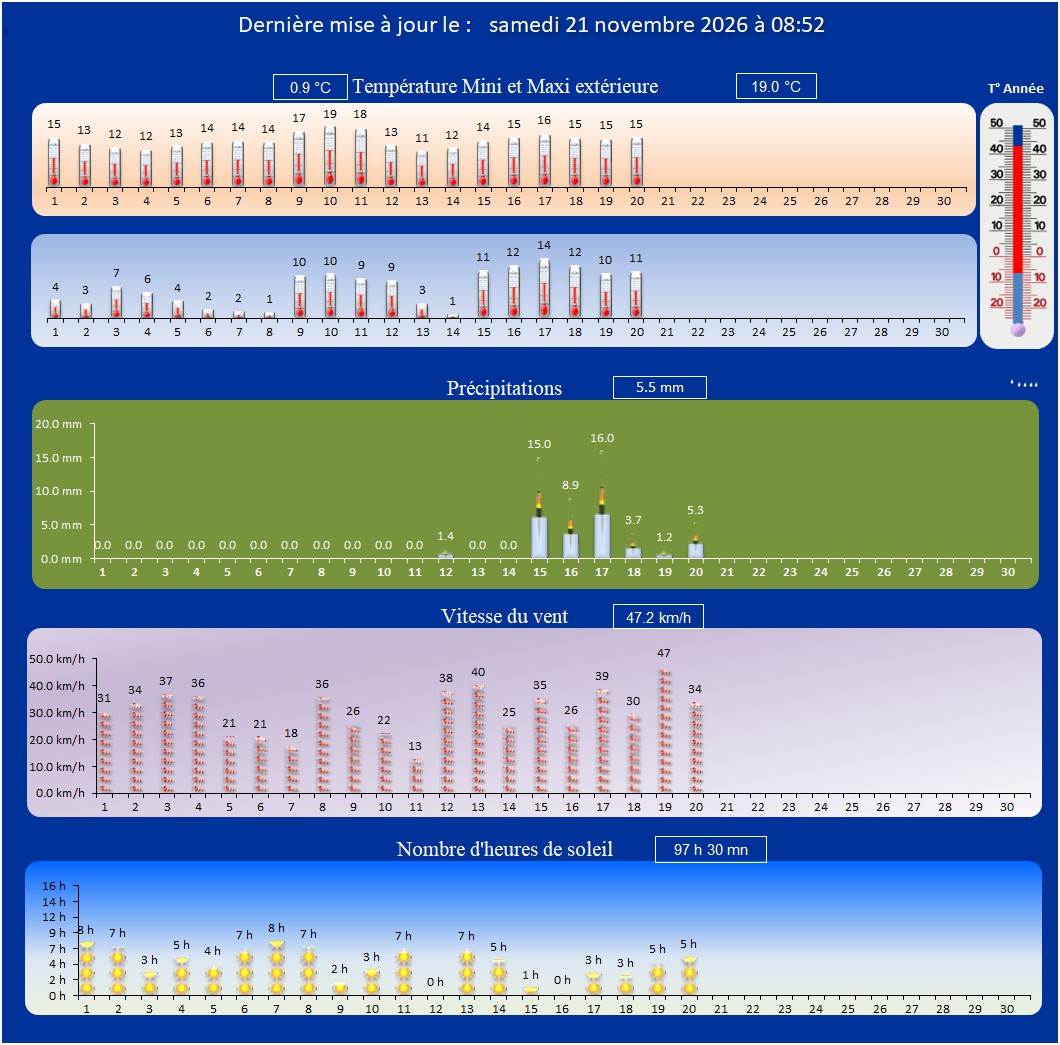 Dernière mise à jour le : samedi 21 novembre 2026 à 08:52
0.9 °C Température Mini et Maxi extérieure 19.0 °C
T° Année
15 13 12 12 13 14 14 14 17 19 18 13 11 12 14 15 16 15 15 15
1 2 3 4 5 6 7 8 9 10 11 12 13 14 15 16 17 18 19 20 21 22 23 24 25 26 27 28 29 30
50 50
40 40
30 30
20 20
10 10
0 0
10 10
20 20
4 3 7 6 4 2 2 1 10 10 9 9 3 1 11 12 14 12 10 11
1 2 3 4 5 6 7 8 9 10 11 12 13 14 15 16 17 18 19 20 21 22 23 24 25 26 27 28 29 30
Précipitations 5.5 mm
20.0 mm
15.0 mm
10.0 mm
5.0 mm
0.0 mm
0.0 0.0 0.0 0.0 0.0 0.0 0.0 0.0 0.0 0.0 0.0 1.4 0.0 0.0 15.0 8.9 16.0 3.7 1.2 5.3
1 2 3 4 5 6 7 8 9 10 11 12 13 14 15 16 17 18 19 20 21 22 23 24 25 26 27 28 29 30
Vitesse du vent 47.2 km/h
50.0 km/h
40.0 km/h
30.0 km/h
20.0 km/h
10.0 km/h
0.0 km/h
31 34 37 36 21 21 18 36 26 22 13 38 40 25 35 26 39 30 47 34
1 2 3 4 5 6 7 8 9 10 11 12 13 14 15 16 17 18 19 20 21 22 23 24 25 26 27 28 29 30
Nombre d'heures de soleil 97 h 30 mn
16 h
14 h
12 h
9 h
7 h
4 h
2 h
0 h
8 h 7 h 3 h 5 h 4 h 7 h 8 h 7 h 2 h 3 h 7 h 0 h 7 h 5 h 1 h 0 h 3 h 3 h 5 h 5 h
1 2 3 4 5 6 7 8 9 10 11 12 13 14 15 16 17 18 19 20 21 22 23 24 25 26 27 28 29 30